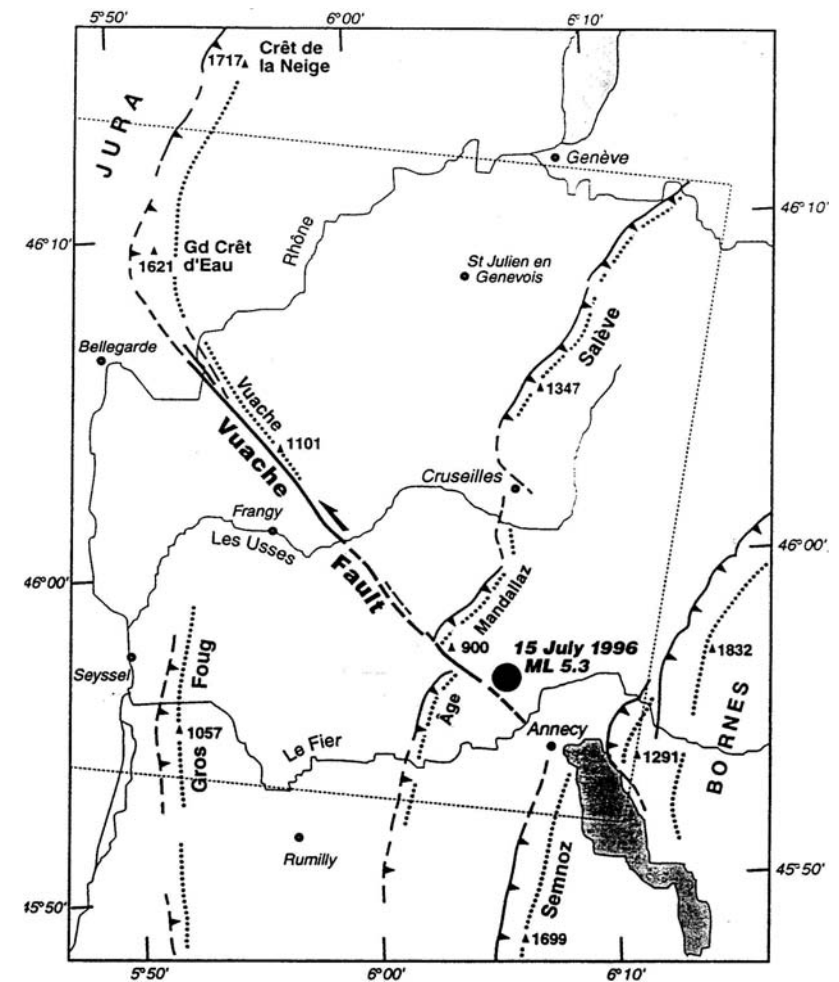 5°50' 6°00' 6°10'
1717
Crêt de
la Neige
JURA
Genève
46°10'
46°10'
Gd Crêt
d'Eau
1621
Rhône
St Julien en
Genevois
Bellegarde
Salève
1347
Vuache
1101
Vuache
Fault
Cruseilles
Frangy
Les Usses
46°00'
46°00'
Mandallaz
900
15 July 1996
ML 5.3
1832
Seyssel
Foug
Gros
1057
Âge
Annecy
Le Fier
1291
BORNES
Rumilly
Semnoz
1699
45°50'
45°50'
5°50' 6°00' 6°10'